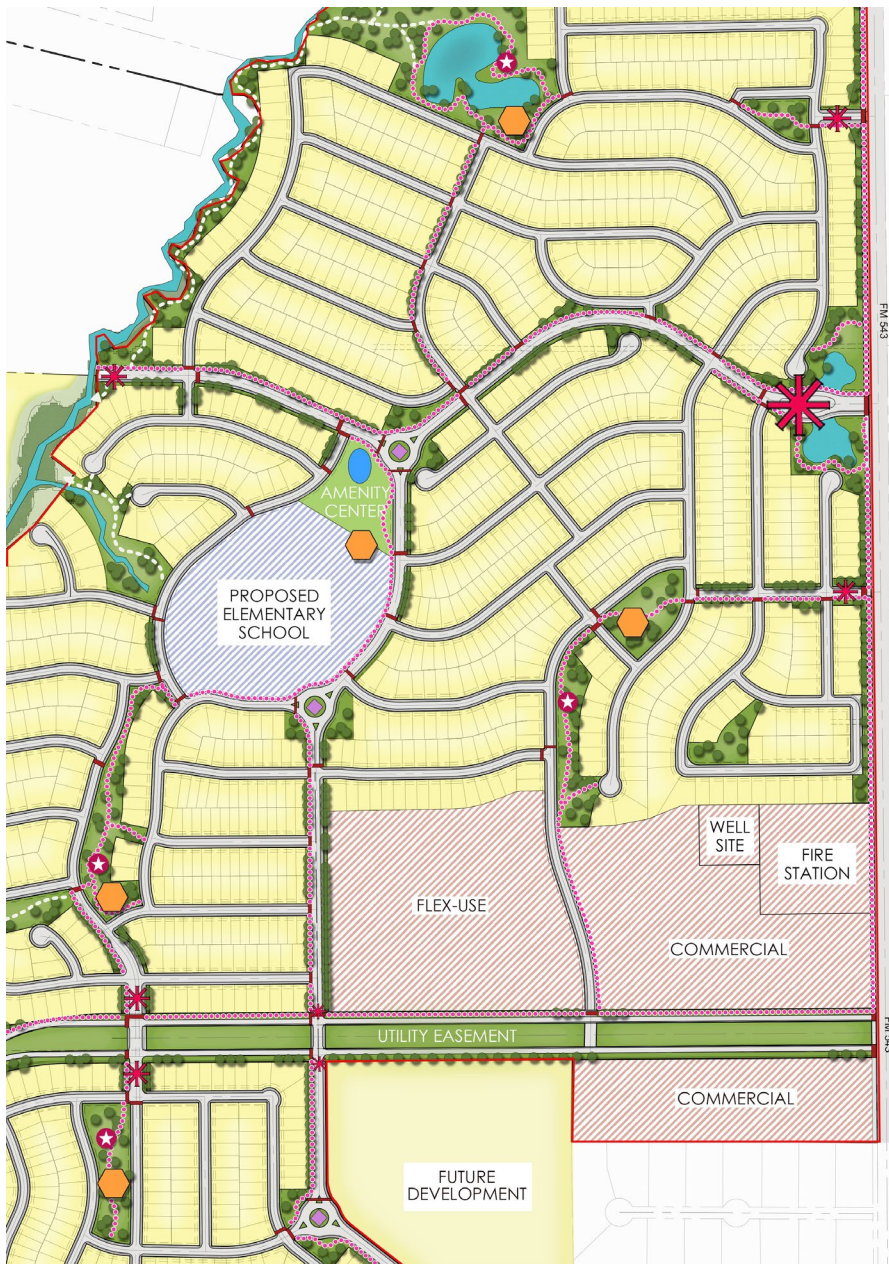 FM 543
AMENITY
CENTER
PROPOSED
ELEMENTARY
SCHOOL
WELL
SITE
FIRE
STATION
FLEX-USE
COMMERCIAL
FM 543
UTILITY EASEMENT
COMMERCIAL
FUTURE
DEVELOPMENT